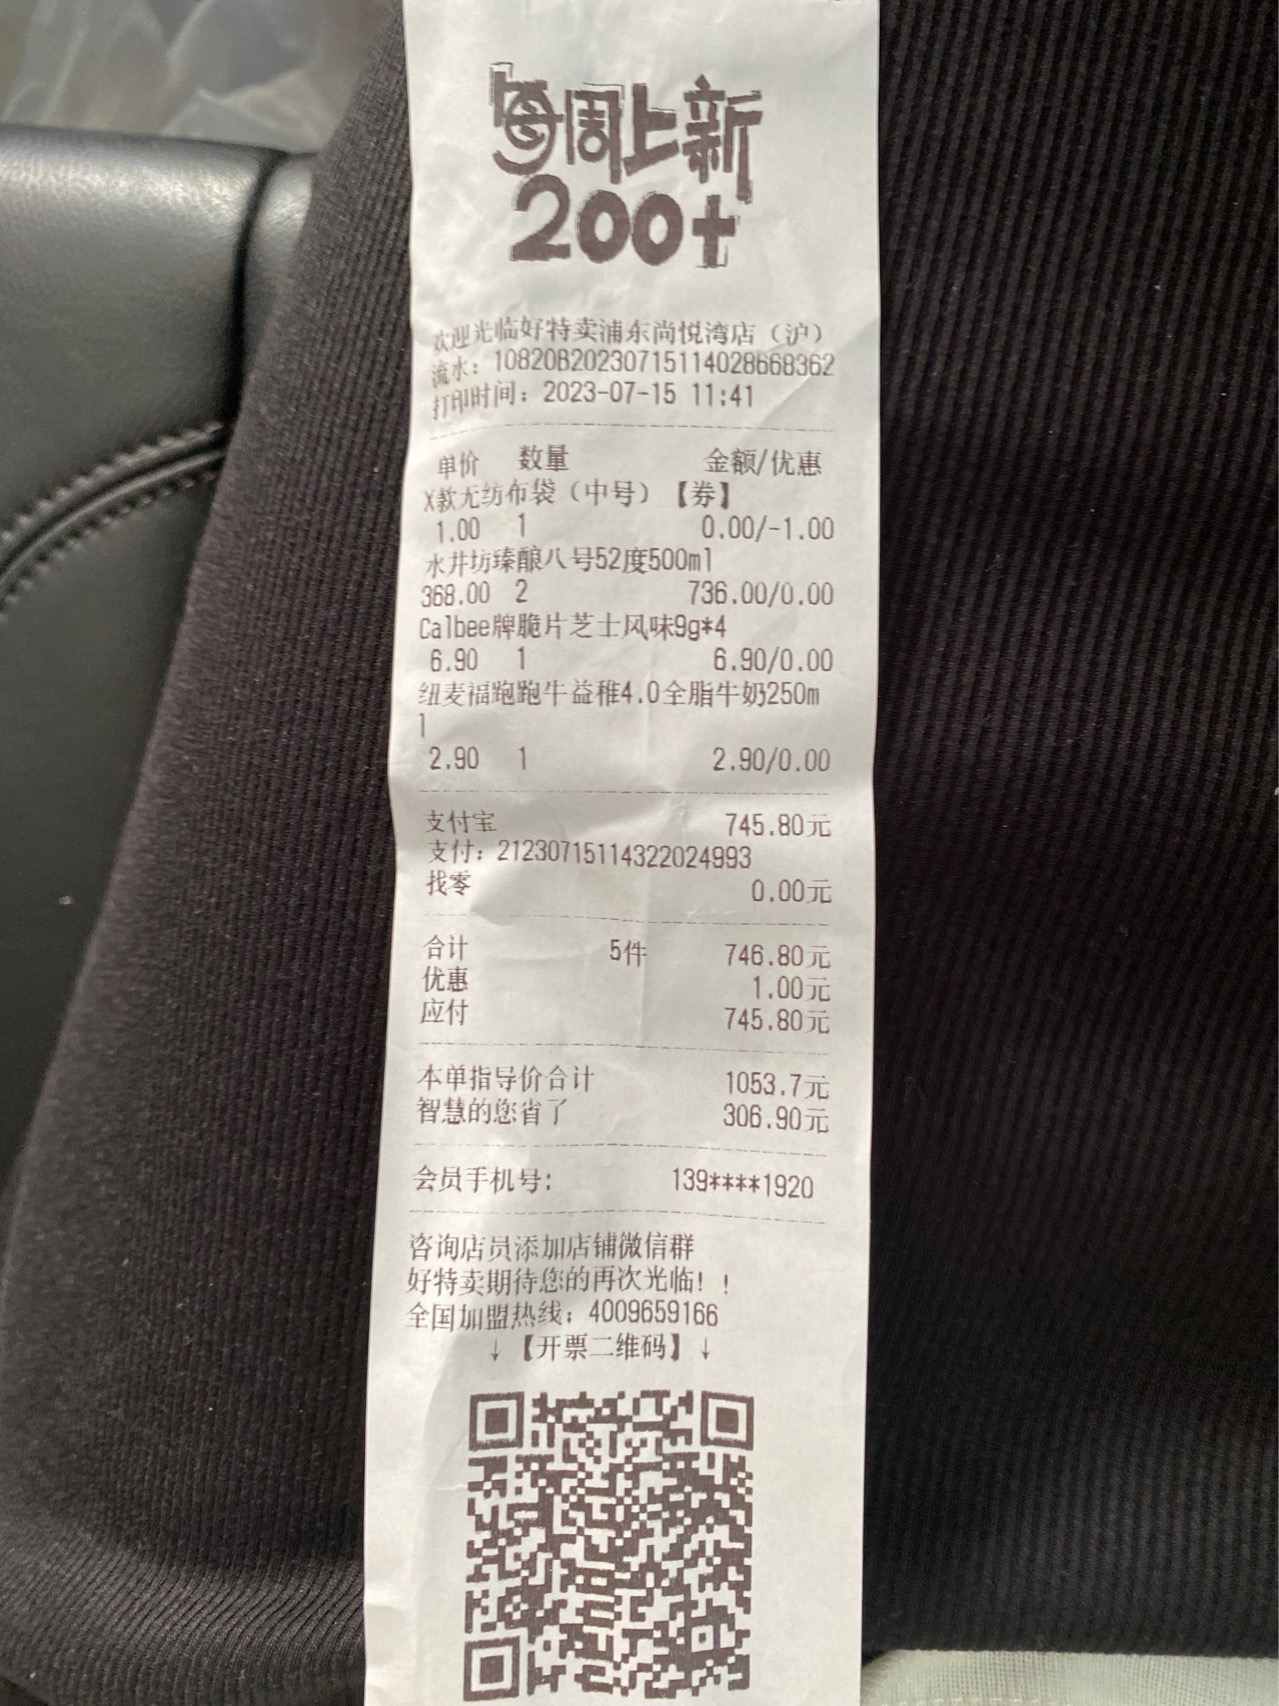 每周上新
200+
欢迎光临好特卖浦东尚悦湾店（沪）
流水：10820B20230715114028668362
打印时间：2023-07-15 11:41
单价 数量 金额/优惠
X款无纺布袋（中号）【券】
1.00 1 0.00/-1.00
水井坊臻酿八号52度500ml
368.00 2 736.00/0.00
Calbee牌脆片芝士风味9g*4
6.90 1 6.90/0.00
纽麦福跑跑牛益稚4.0全脂牛奶250m
l
2.90 1 2.90/0.00
支付宝 745.80元
支付：21230715114322024993
找零 0.00元
合计 5件 746.80元
优惠 1.00元
应付 745.80元
本单指导价合计 1053.7元
智慧的您省了 306.90元
会员手机号： 139****1920
咨询店员添加店铺微信群
好特卖期待您的再次光临！！
全国加盟热线：4009659166
↓【开票二维码】↓